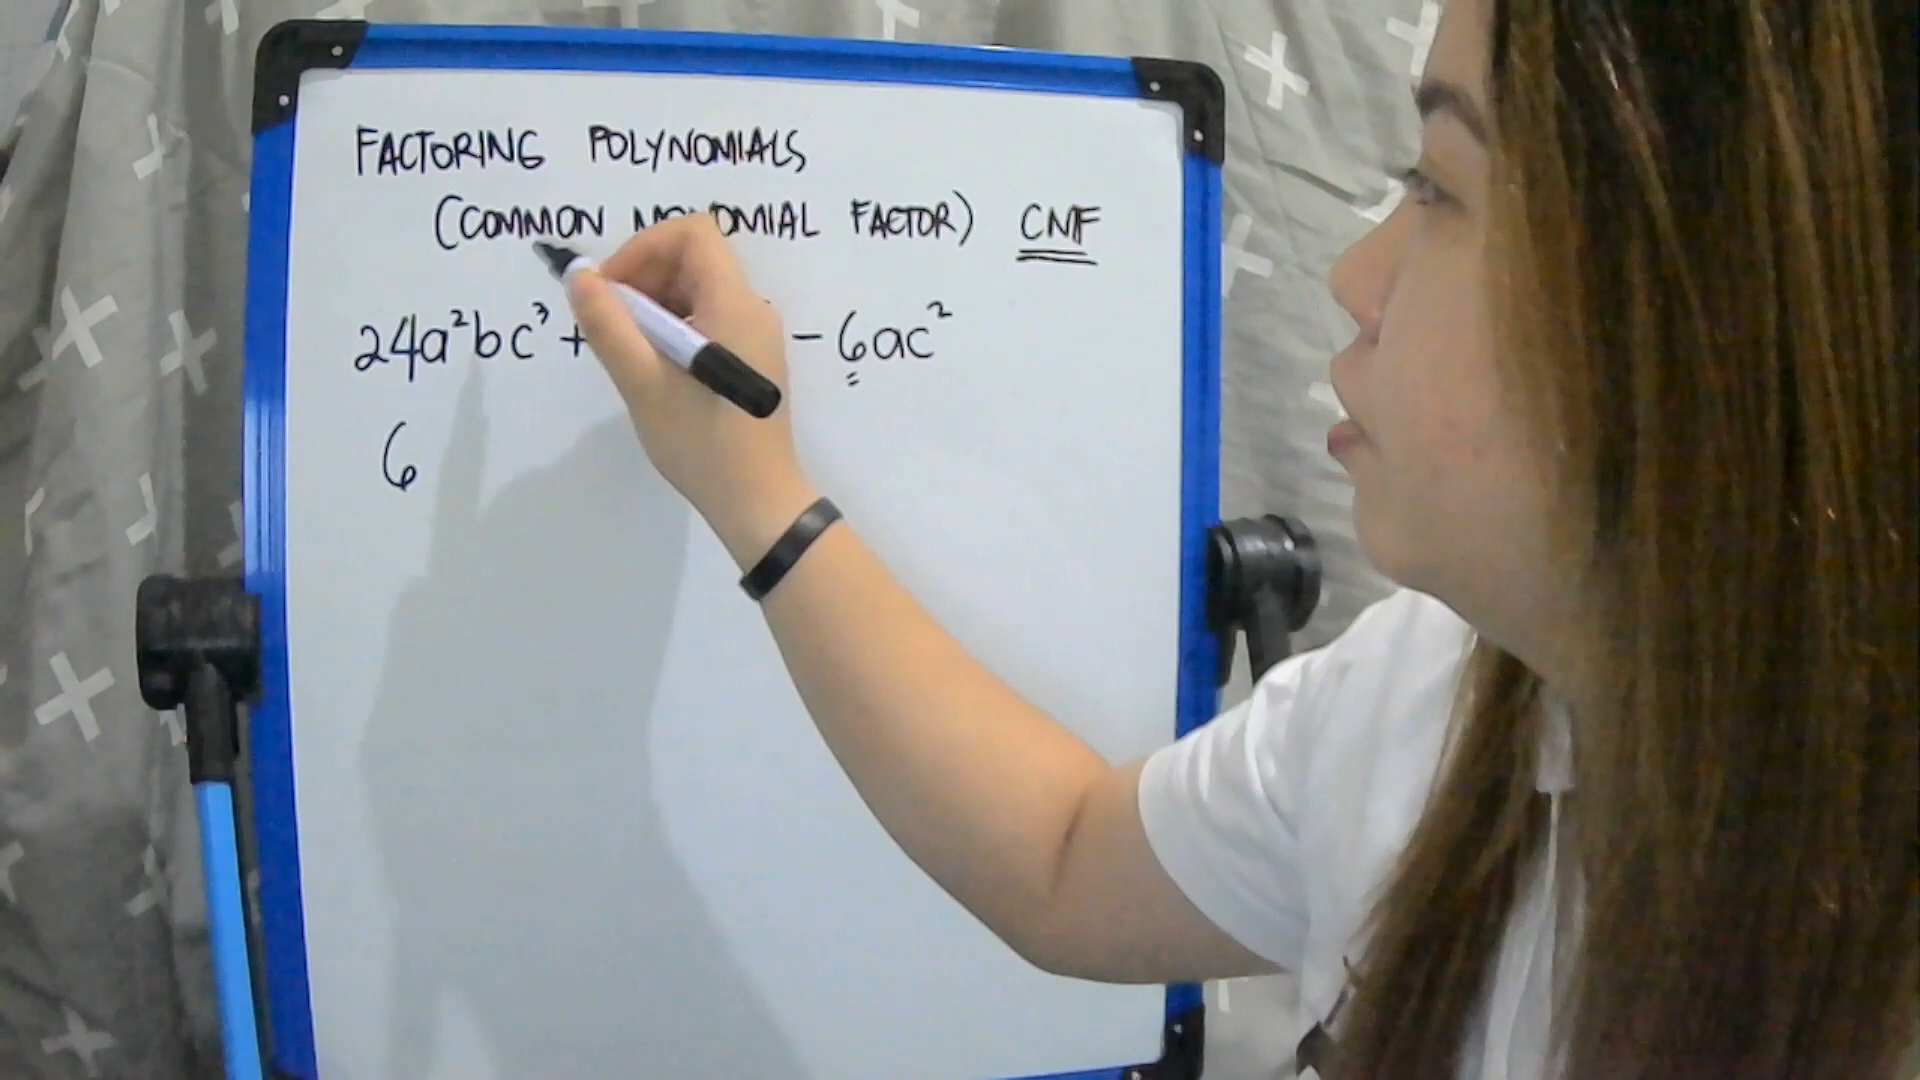 FACTORING POLYNOMIALS
(COMMON MONOMIAL FACTOR) CMF
24a²bc³ + - 6ac²
6